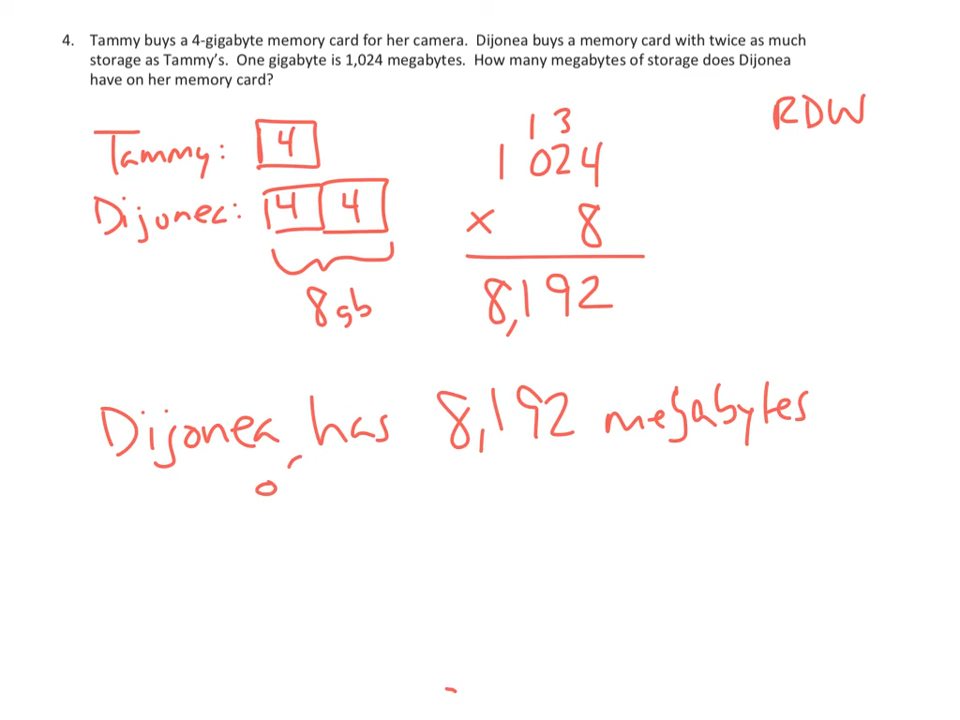 4. Tammy buys a 4-gigabyte memory card for her camera. Dijonea buys a memory card with twice as much
storage as Tammy's. One gigabyte is 1,024 megabytes. How many megabytes of storage does Dijonea
have on her memory card?
RDW
Tammy: 4
Dijonea: 4 4
8 gb
1 3
1 024
x 8
8,192
Dijonea has 8,192 megabytes